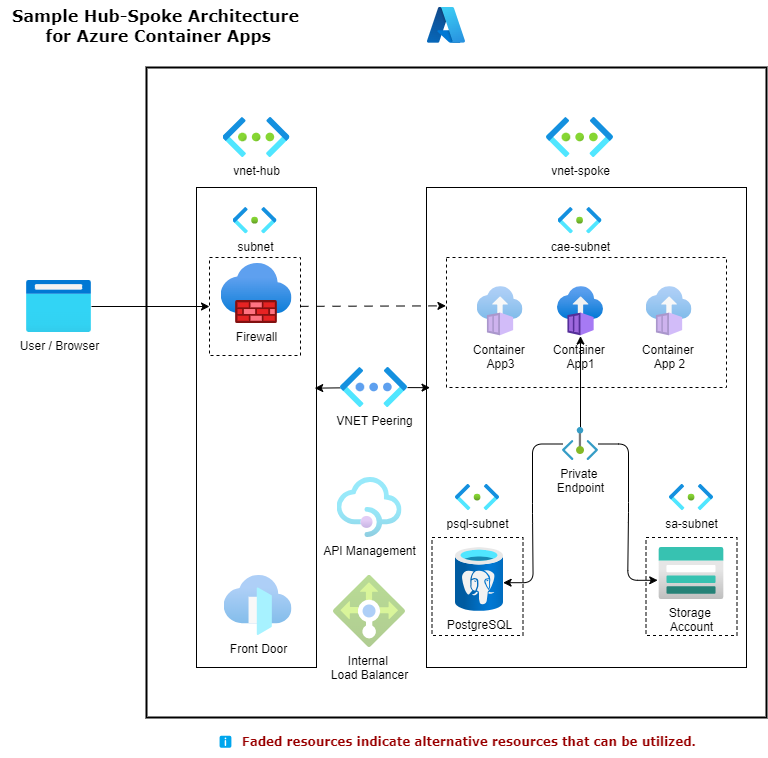 Sample Hub-Spoke Architecture
for Azure Container Apps
vnet-hub
vnet-spoke
subnet
cae-subnet
Firewall
User / Browser
Container
App3
Container
App1
Container
App 2
VNET Peering
Private
Endpoint
psql-subnet
sa-subnet
API Management
PostgreSQL
Storage
Account
Front Door
Internal
Load Balancer
i Faded resources indicate alternative resources that can be utilized.